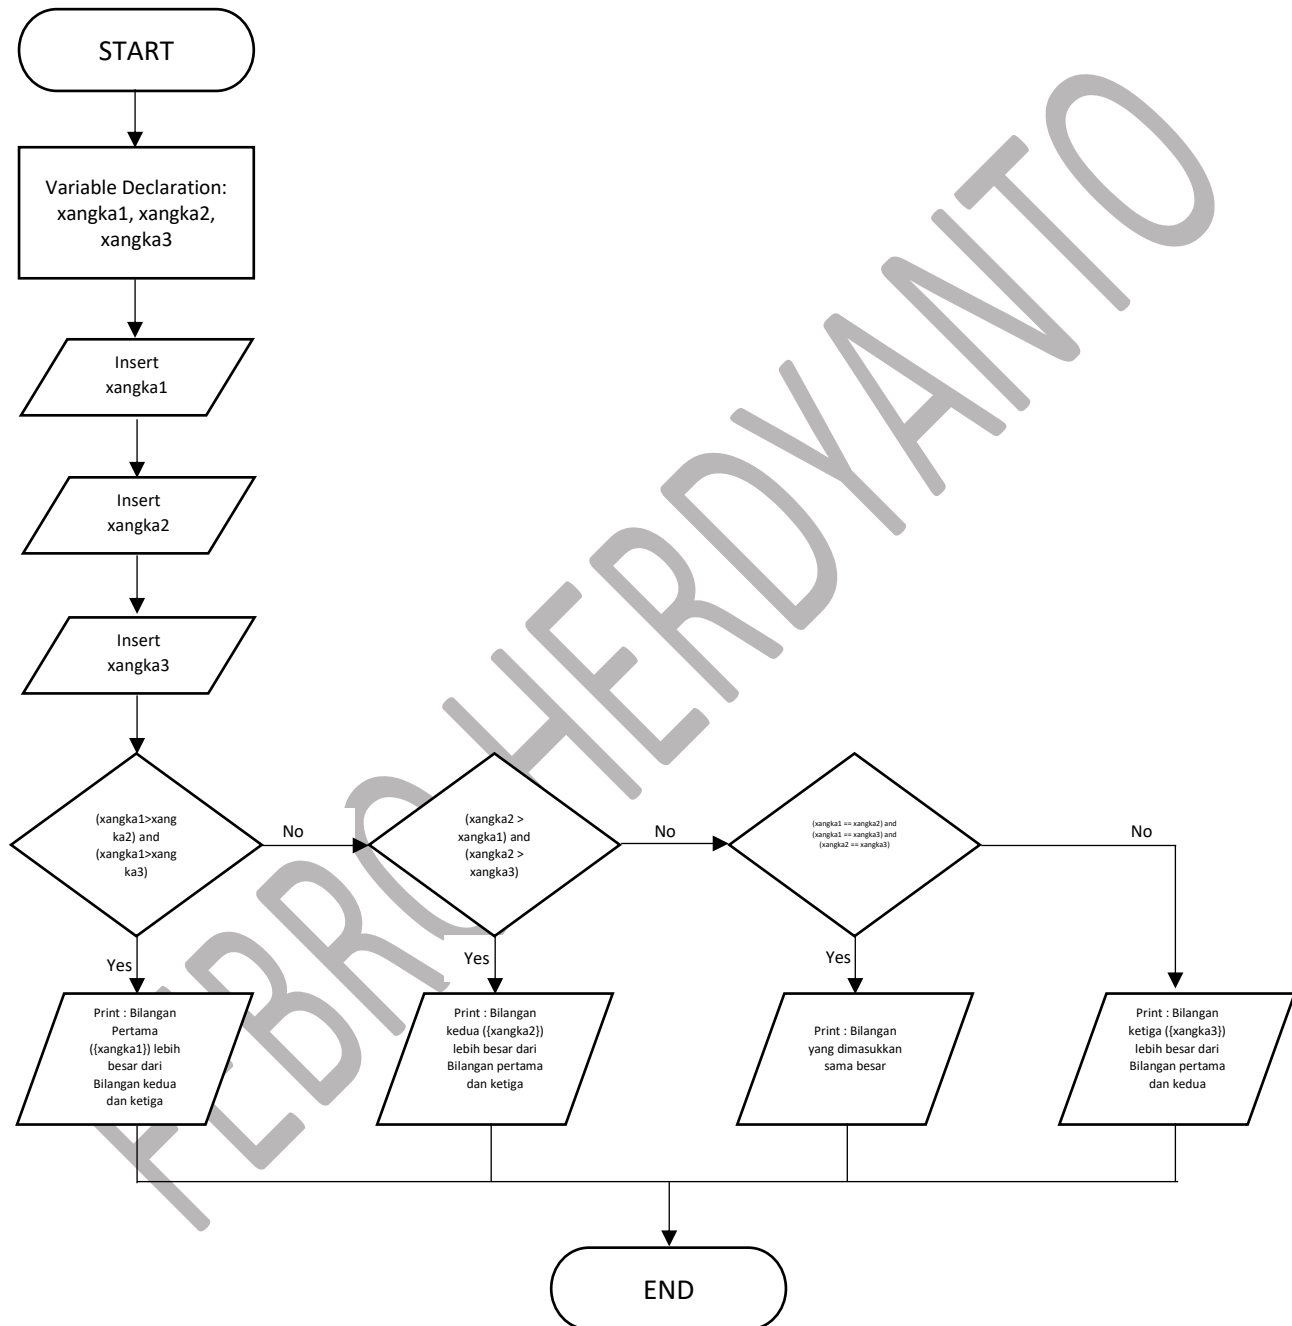 START
Variable Declaration:
xangka1, xangka2,
xangka3
Insert
xangka1
Insert
xangka2
Insert
xangka3
(xangka1>xang
ka2) and
(xangka1>xang
ka3)
No
(xangka2 >
xangka1) and
(xangka2 >
xangka3)
No
(xangka1 == xangka2) and
(xangka1 == xangka3) and
(xangka2 == xangka3)
No
Yes
Yes
Yes
Print : Bilangan
Pertama
({xangka1}) lebih
besar dari
Bilangan kedua
dan ketiga
Print : Bilangan
kedua ({xangka2})
lebih besar dari
Bilangan pertama
dan ketiga
Print : Bilangan
yang dimasukkan
sama besar
Print : Bilangan
ketiga ({xangka3})
lebih besar dari
Bilangan pertama
dan kedua
END
FEBRO HERDYANTO